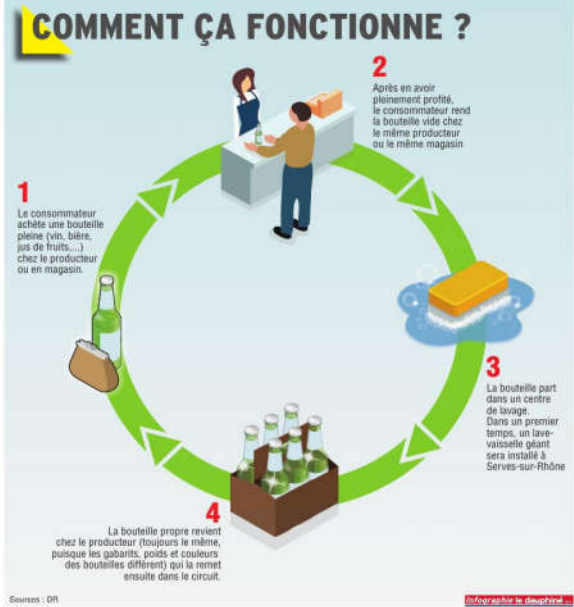 COMMENT ÇA FONCTIONNE ?
1
Le consommateur
achète une bouteille
pleine (vin, bière,
jus de fruits,...)
chez le producteur
ou en magasin.
2
Après en avoir
pleinement profité,
le consommateur rend
la bouteille vide chez
le même producteur
ou le même magasin
3
La bouteille part
dans un centre
de lavage.
Dans un premier
temps, un lave-
vaisselle géant
sera installé à
Serves-sur-Rhône
4
La bouteille propre revient
chez le producteur (toujours le même,
puisque les gabarits, poids et couleurs
des bouteilles diffèrent) qui la remet
ensuite dans le circuit.
Sources : DR
Infographie le dauphiné